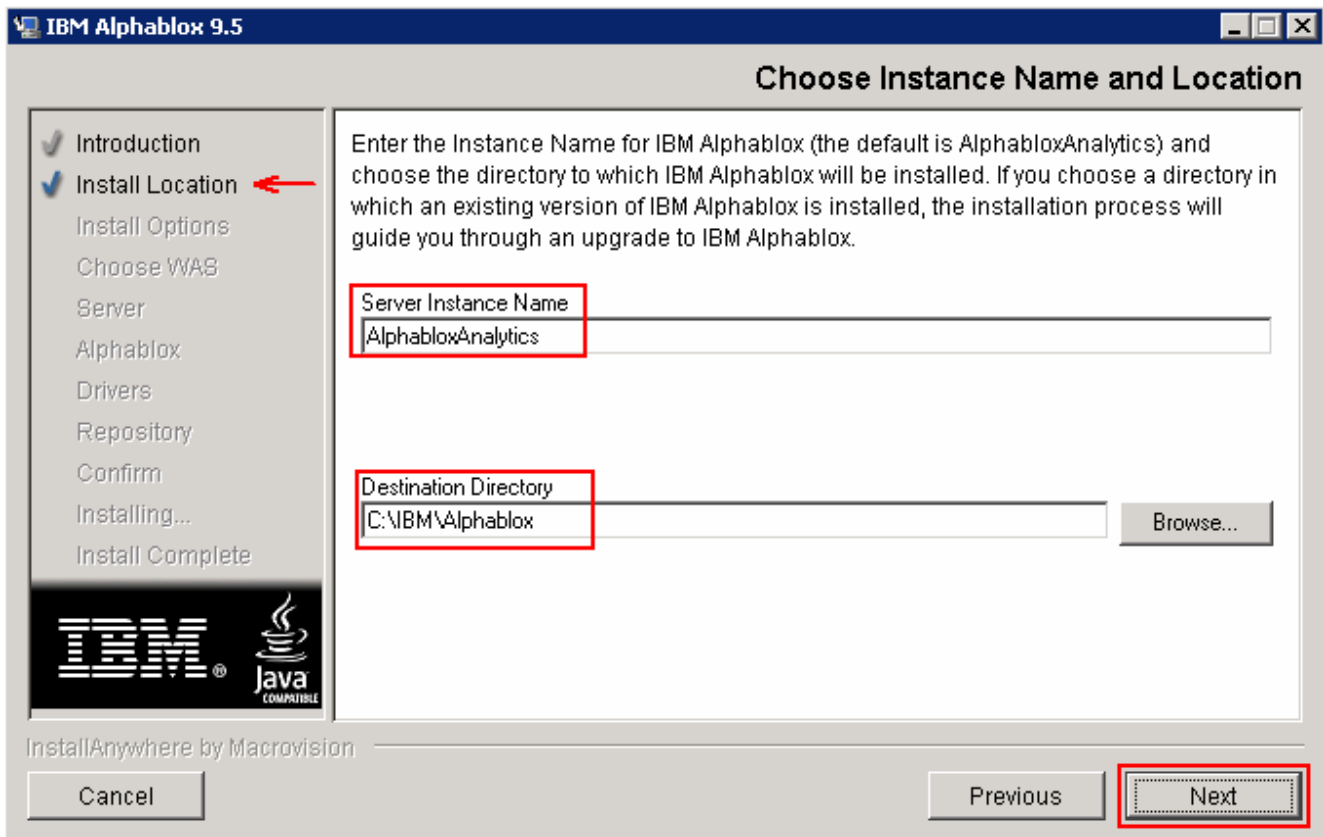 IBM Alphablox 9.5
Choose Instance Name and Location
Introduction
Install Location
Install Options
Choose WAS
Server
Alphablox
Drivers
Repository
Confirm
Installing...
Install Complete
IBM®
Java
COMPATIBLE
Enter the Instance Name for IBM Alphablox (the default is AlphabloxAnalytics) and
choose the directory to which IBM Alphablox will be installed. If you choose a directory in
which an existing version of IBM Alphablox is installed, the installation process will
guide you through an upgrade to IBM Alphablox.
Server Instance Name
AlphabloxAnalytics
Destination Directory
C:\IBM\Alphablox
Browse...
InstallAnywhere by Macrovision
Cancel
Previous
Next